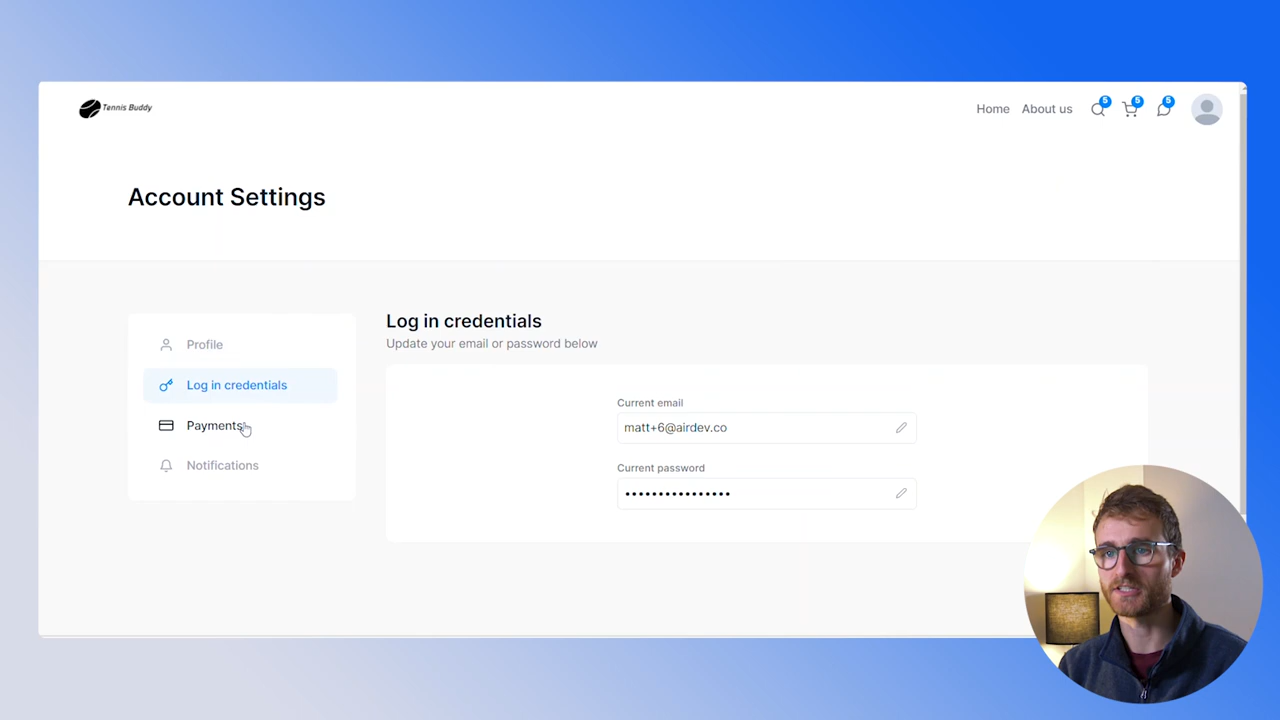 Tennis Buddy
Home
About us
5
5
5
Account Settings
Profile
Log in credentials
Payments
Notifications
Log in credentials
Update your email or password below
Current email
matt+6@airdev.co
Current password
••••••••••••••••